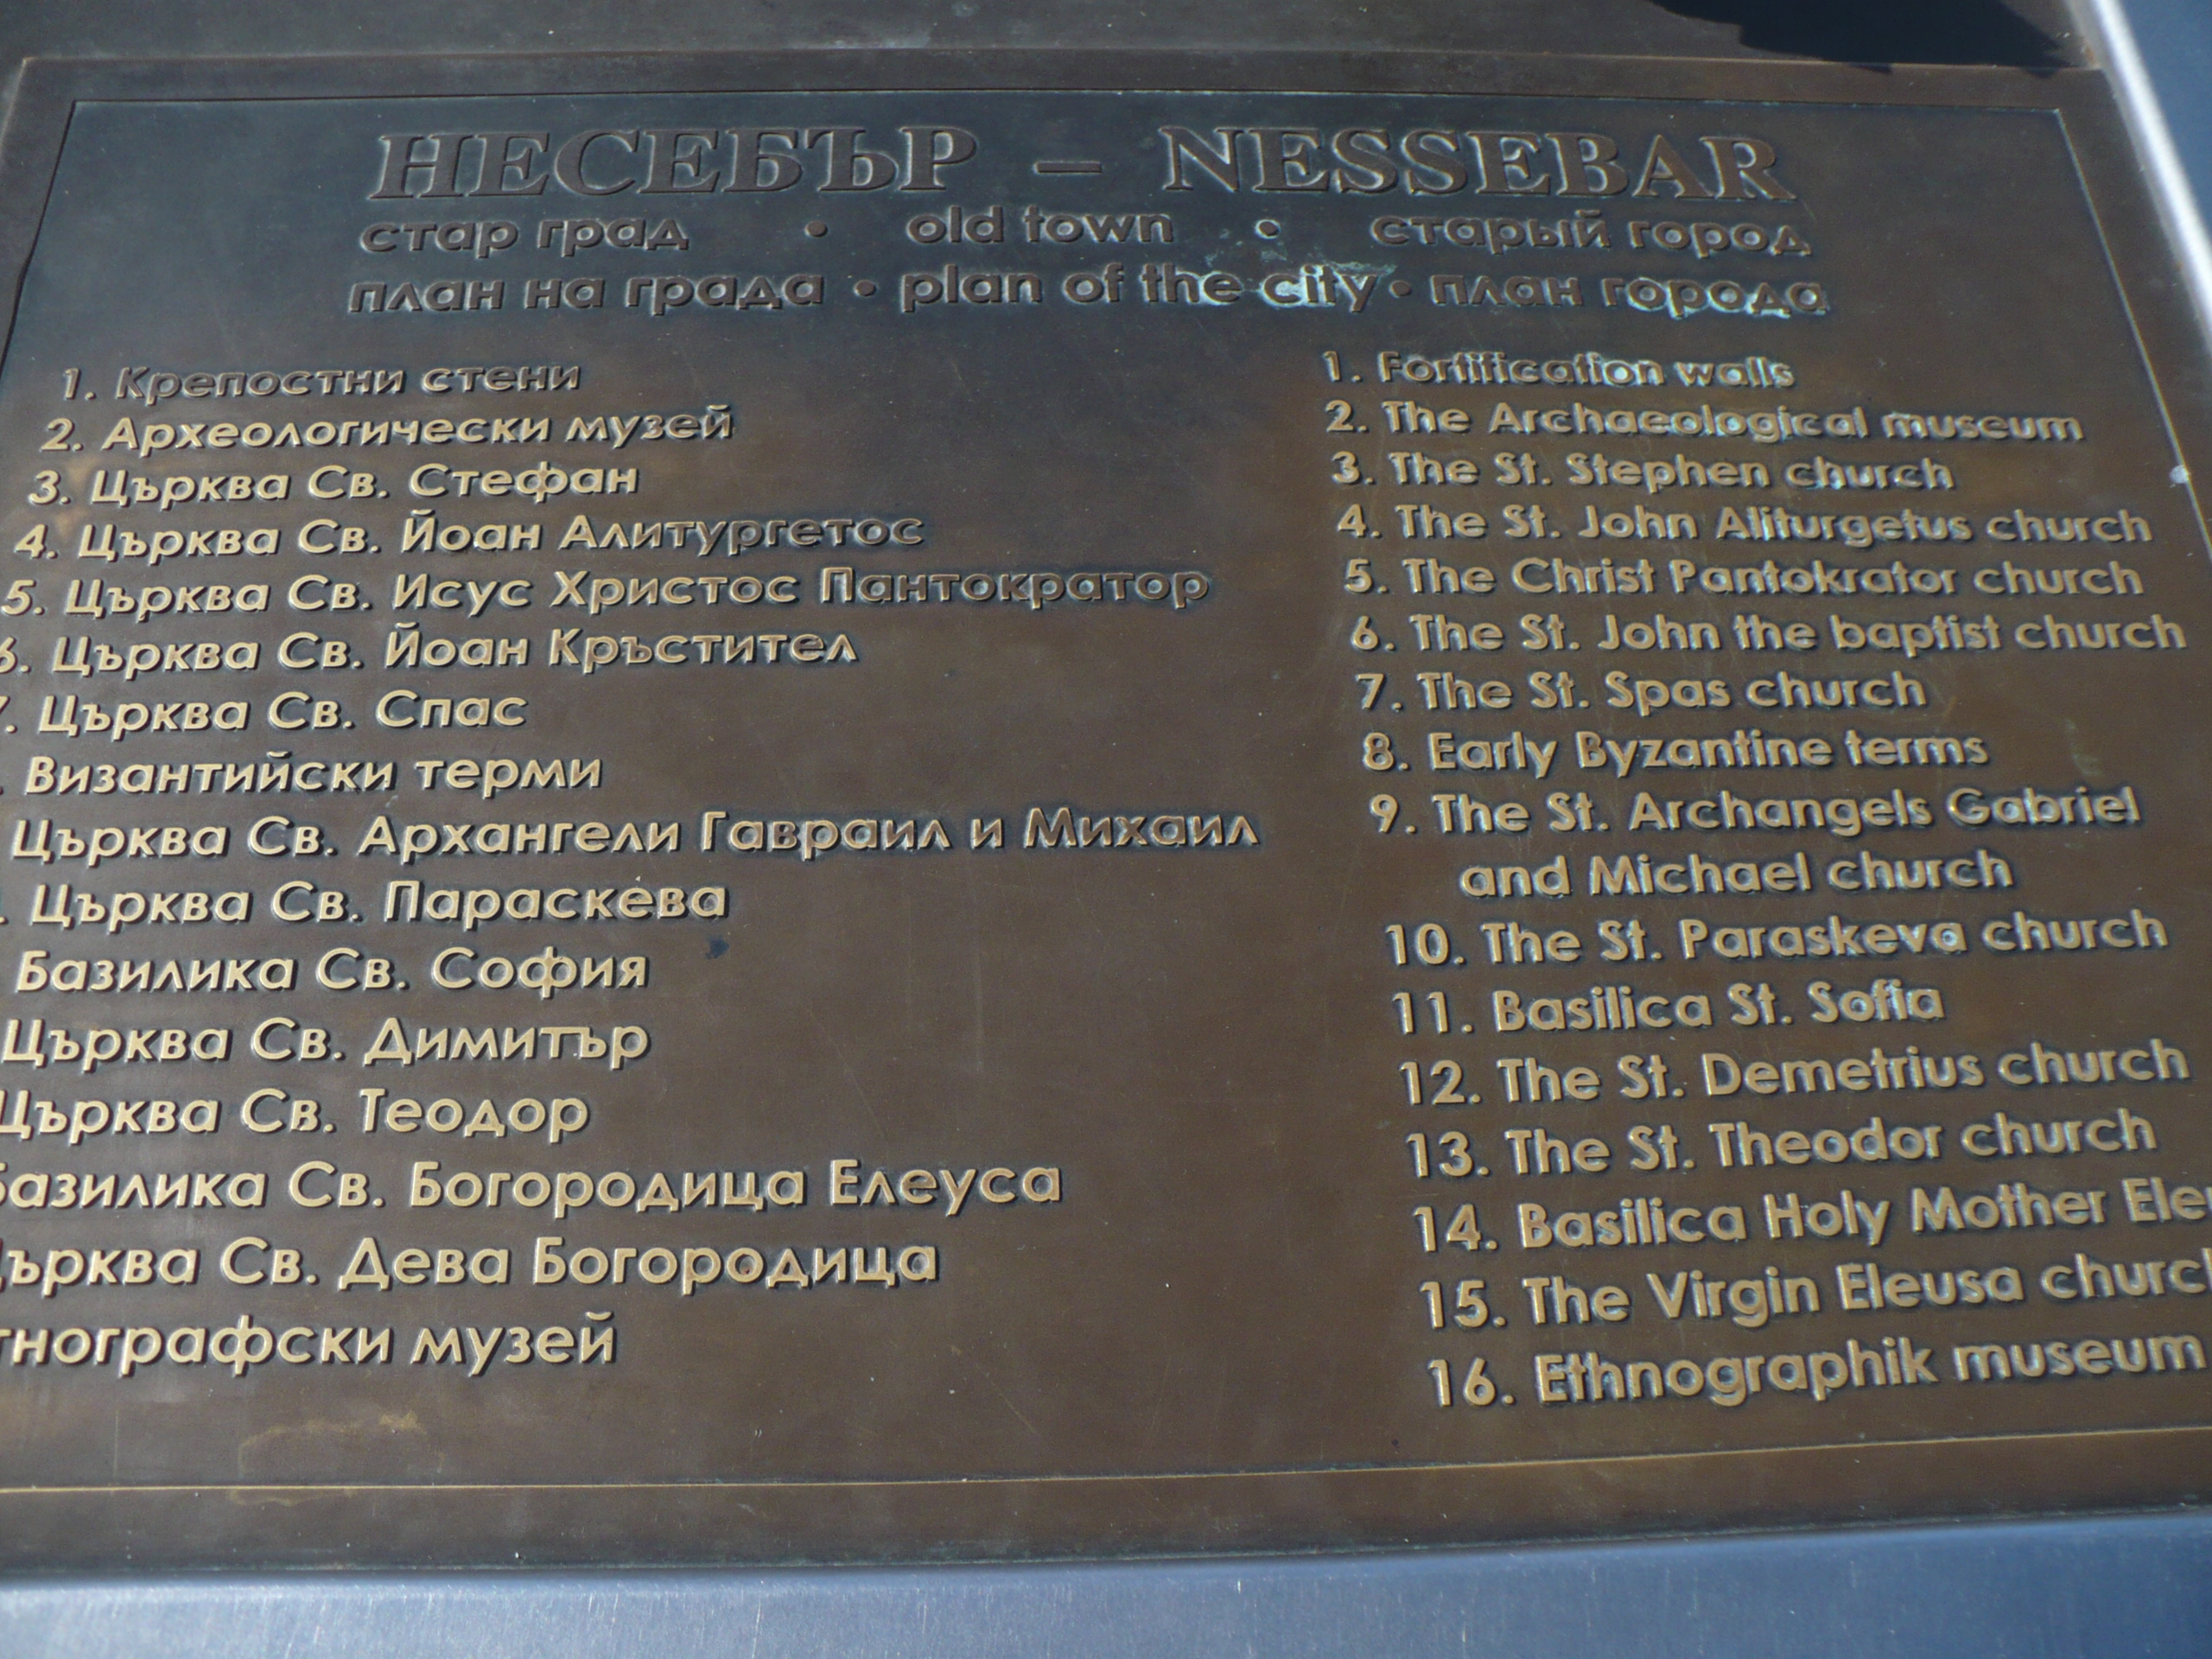 НЕСЕБЪР – NESSEBAR
стар град • old town • старый город
план на града • plan of the city • план города
1. Крепостни стени
2. Археологически музей
3. Църква Св. Стефан
4. Църква Св. Йоан Алитургетос
5. Църква Св. Исус Христос Пантократор
6. Църква Св. Йоан Кръстител
7. Църква Св. Спас
Византийски терми
Църква Св. Архангели Гавраил и Михаил
Църква Св. Параскева
Базилика Св. София
Църква Св. Димитър
Църква Св. Теодор
Базилика Св. Богородица Елеуса
Църква Св. Дева Богородица
тнографски музей
1. Fortification walls
2. The Archaeological museum
3. The St. Stephen church
4. The St. John Aliturgetus church
5. The Christ Pantokrator church
6. The St. John the baptist church
7. The St. Spas church
8. Early Byzantine terms
9. The St. Archangels Gabriel
and Michael church
10. The St. Paraskeva church
11. Basilica St. Sofia
12. The St. Demetrius church
13. The St. Theodor church
14. Basilica Holy Mother Ele
15. The Virgin Eleusa church
16. Ethnographik museum